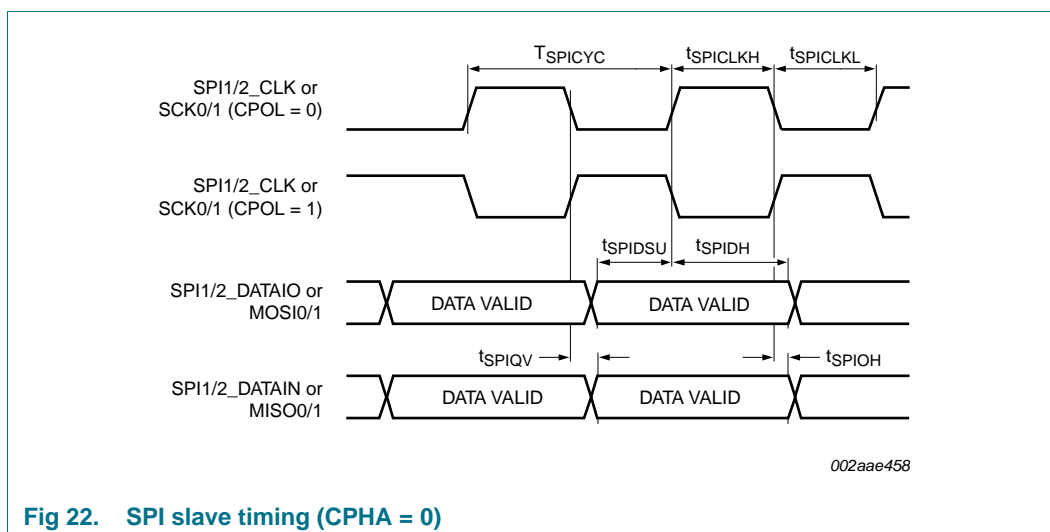 TSPICYC tSPICLKH tSPICLKL
SPI1/2_CLK or
SCK0/1 (CPOL = 0)
SPI1/2_CLK or
SCK0/1 (CPOL = 1)
tSPIDSU tSPIDH
SPI1/2_DATAIO or
MOSI0/1
DATA VALID DATA VALID
tSPIQV tSPIOH
SPI1/2_DATAIN or
MISO0/1
DATA VALID DATA VALID
002aae458
Fig 22. SPI slave timing (CPHA = 0)